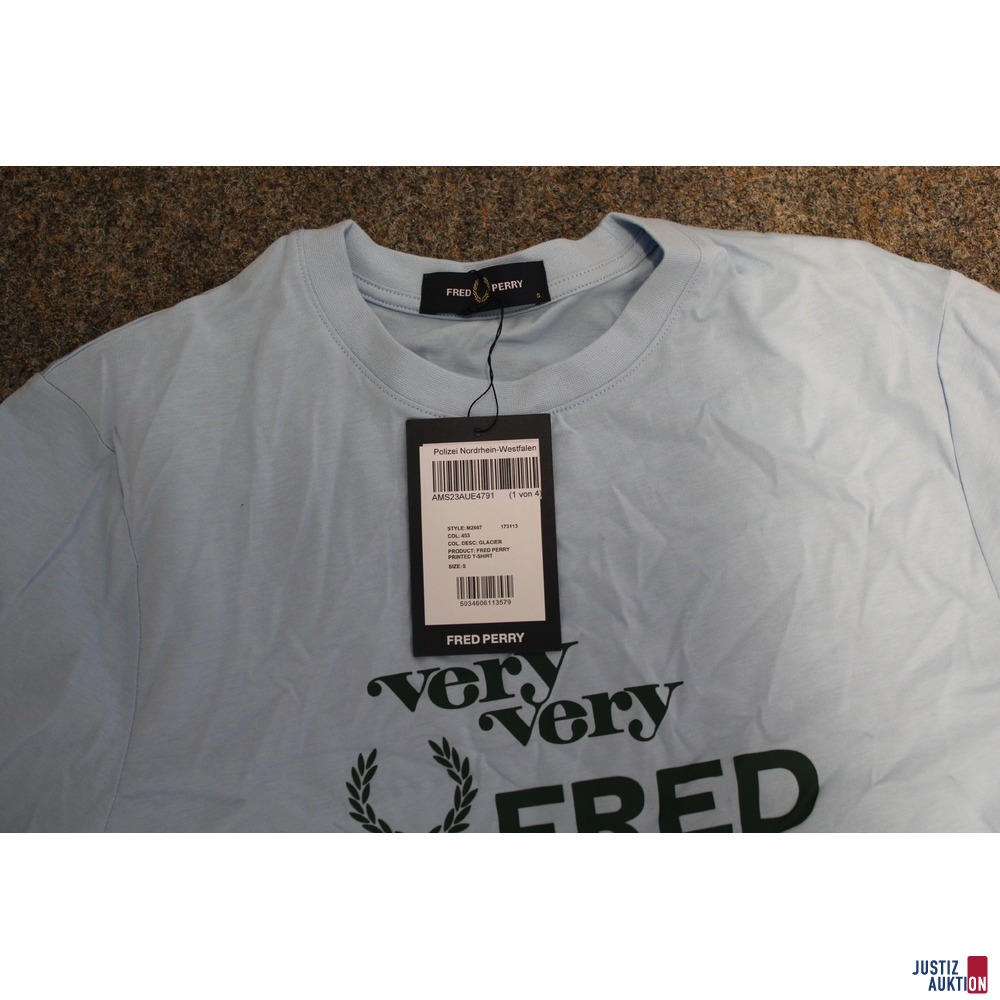 FRED PERRY
S
Polizei Nordrhein-Westfalen
AMS23AUE4791 (1 von 4)
STYLE: M2667 173113
COL: 453
COL. DESC: GLACIER
PRODUCT: FRED PERRY
PRINTED T-SHIRT
SIZE: S
5034606113579
FRED PERRY
very
very
FRED
JUSTIZ
AUKTION